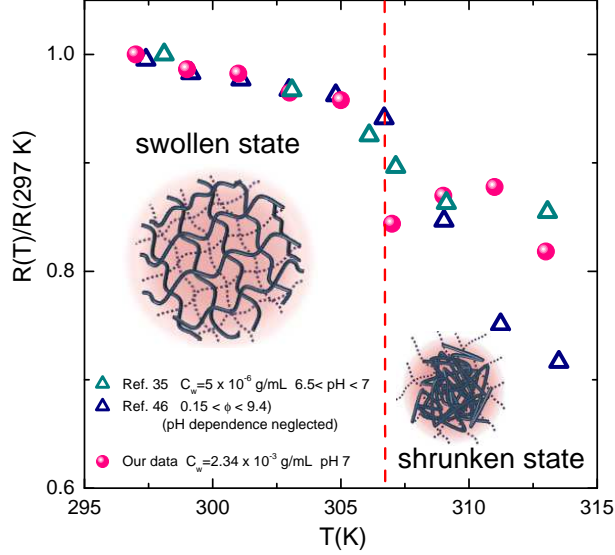 R(T)/R(297 K)
1.0
0.8
0.6
swollen state
Ref. 35 C_w=5 x 10^-6 g/mL 6.5< pH < 7
Ref. 46 0.15 < ϕ < 9.4)
(pH dependence neglected)
Our data C_w=2.34 x 10^-3 g/mL pH 7
shrunken state
295 300 305 310 315
T(K)